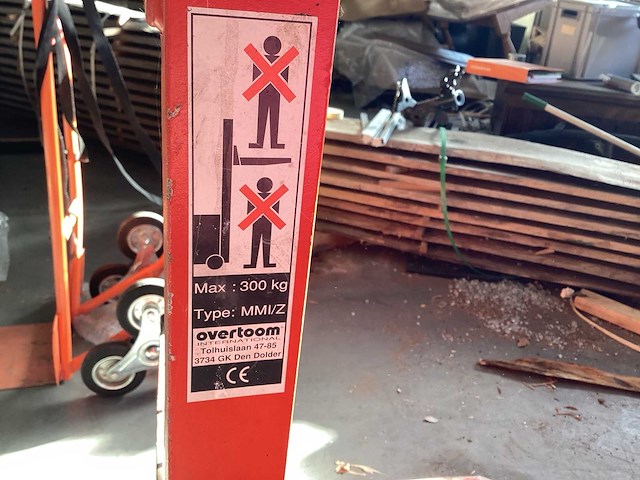 Max : 300 kg
Type: MMI/Z
overtoom
INTERNATIONAL
Tolhuislaan 47-85
3734 GK Den Dolder
CE